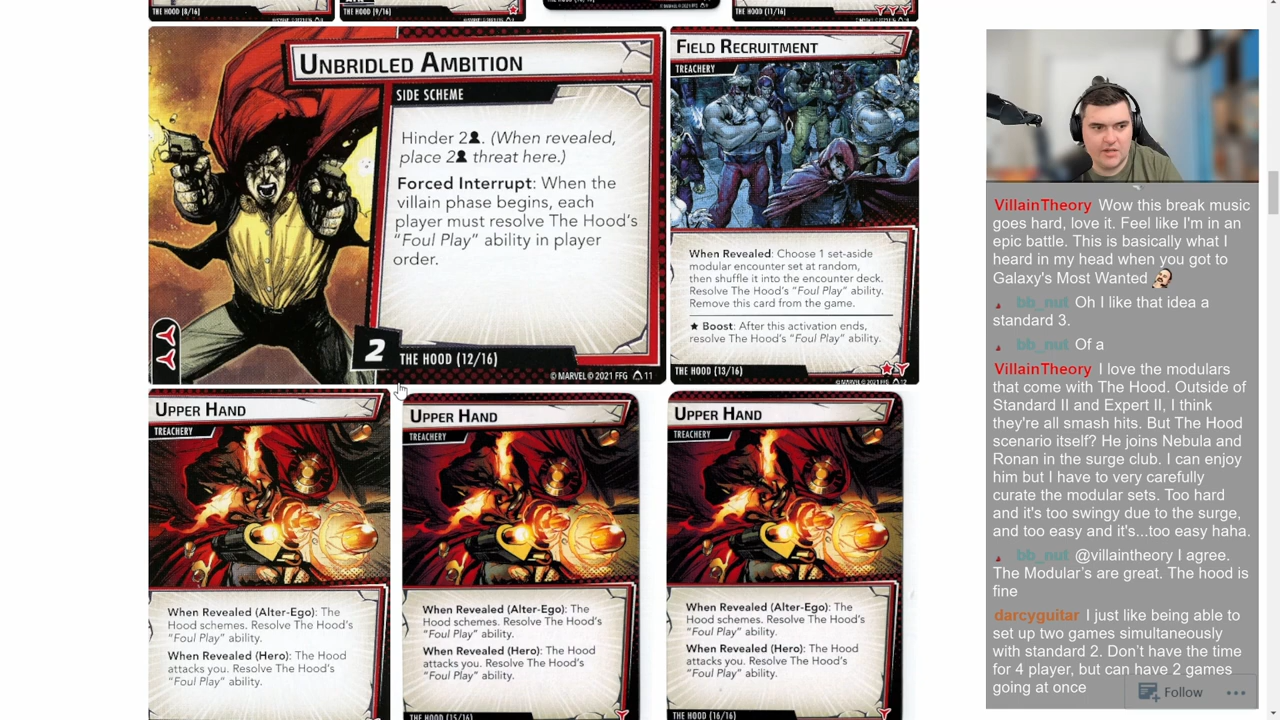 THE HOOD (8/16)
THE HOOD (9/16)
THE HOOD (11/16)
UNBRIDLED AMBITION
SIDE SCHEME
Hinder 2. (When revealed,
place 2 threat here.)
Forced Interrupt: When the
villain phase begins, each
player must resolve The Hood's
"Foul Play" ability in player
order.
2
THE HOOD (12/16)
© MARVEL © 2021 FFG 11
FIELD RECRUITMENT
TREACHERY
When Revealed: Choose 1 set-aside
modular encounter set at random,
then shuffle it into the encounter deck.
Resolve The Hood's "Foul Play" ability.
Remove this card from the game.
★ Boost: After this activation ends,
resolve The Hood's "Foul Play" ability.
THE HOOD (13/16)
© MARVEL © 2021 FFG 12
UPPER HAND
TREACHERY
When Revealed (Alter-Ego): The
Hood schemes. Resolve The Hood's
"Foul Play" ability.
When Revealed (Hero): The Hood
attacks you. Resolve The Hood's
"Foul Play" ability.
UPPER HAND
TREACHERY
When Revealed (Alter-Ego): The
Hood schemes. Resolve The Hood's
"Foul Play" ability.
When Revealed (Hero): The Hood
attacks you. Resolve The Hood's
"Foul Play" ability.
THE HOOD (15/16)
UPPER HAND
TREACHERY
When Revealed (Alter-Ego): The
Hood schemes. Resolve The Hood's
"Foul Play" ability.
When Revealed (Hero): The Hood
attacks you. Resolve The Hood's
"Foul Play" ability.
THE HOOD (16/16)
VillainTheory Wow this break music
goes hard, love it. Feel like I'm in an
epic battle. This is basically what I
heard in my head when you got to
Galaxy's Most Wanted
bb_nut Oh I like that idea a
standard 3.
bb_nut Of a
VillainTheory I love the modulars
that come with The Hood. Outside of
Standard II and Expert II, I think
they're all smash hits. But The Hood
scenario itself? He joins Nebula and
Ronan in the surge club. I can enjoy
him but I have to very carefully
curate the modular sets. Too hard
and it's too swingy due to the surge,
and too easy and it's...too easy haha.
bb_nut @villaintheory I agree.
The Modular's are great. The hood is
fine
darcyguitar I just like being able to
set up two games simultaneously
with standard 2. Don't have the time
for 4 player, but can have 2 games
going at once
Follow